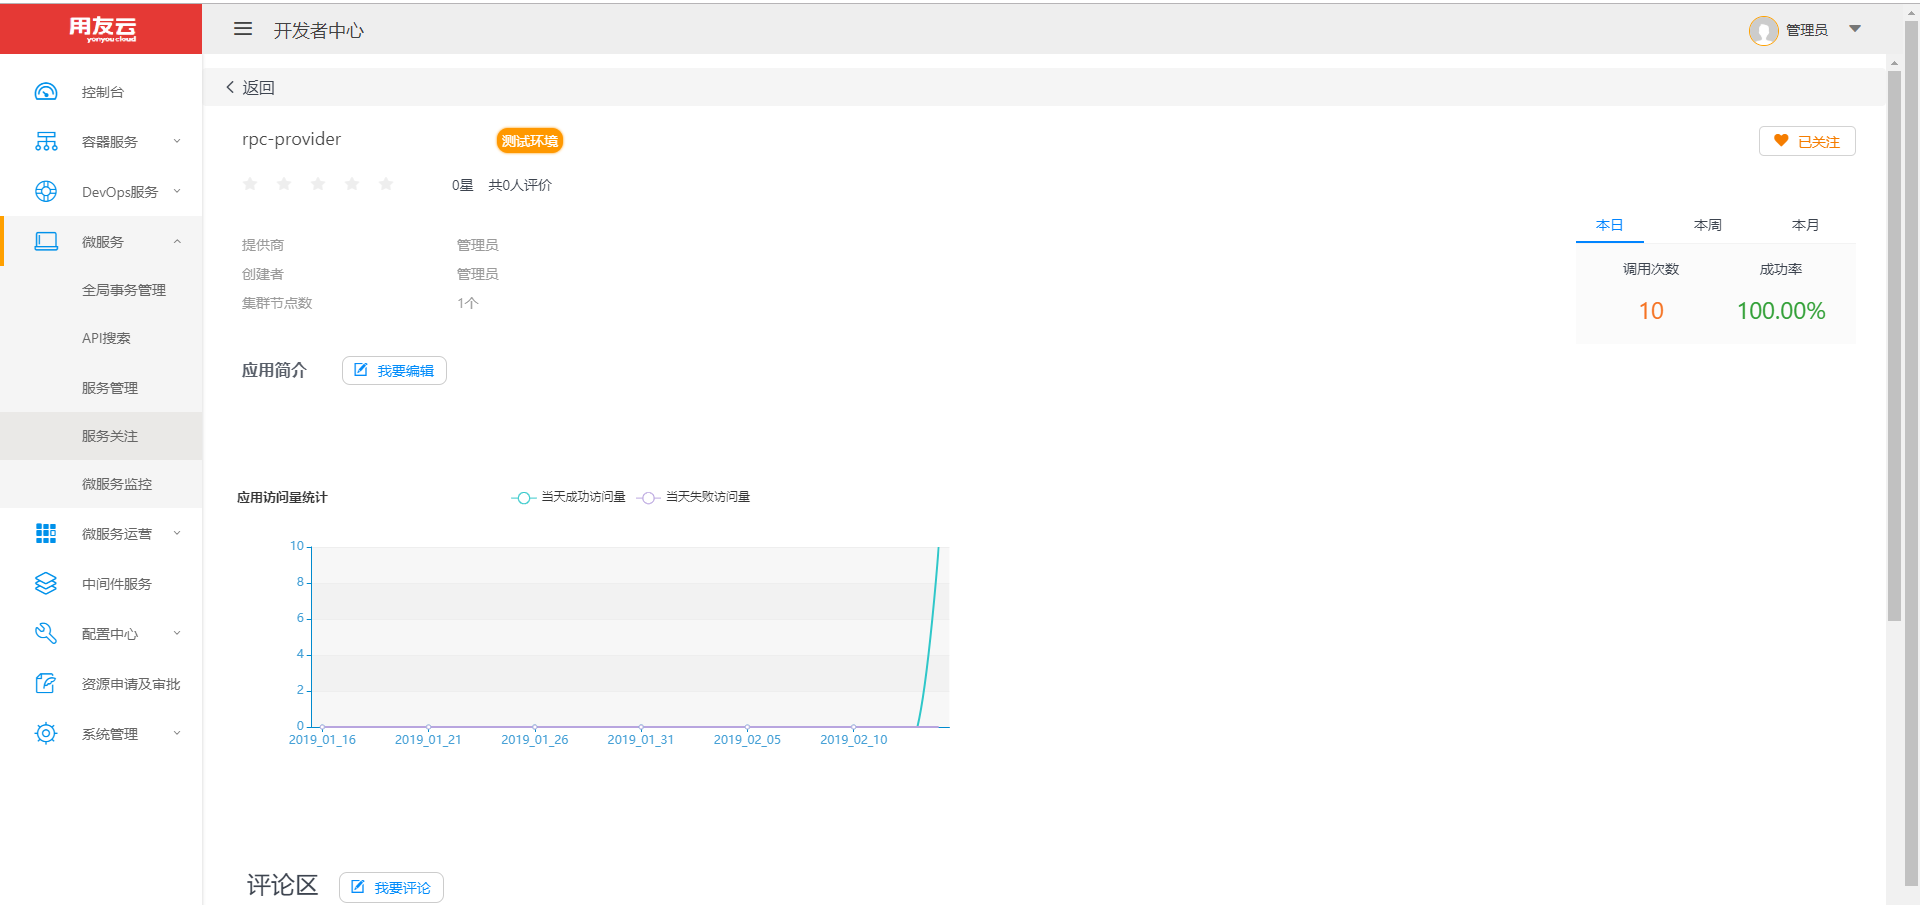 用友云
yonyou cloud
开发者中心
管理员
控制台
容器服务
DevOps服务
微服务
全局事务管理
API搜索
服务管理
服务关注
微服务监控
微服务运营
中间件服务
配置中心
资源申请及审批
系统管理
返回
rpc-provider
测试环境
已关注
0星 共0人评价
本日 本周 本月
提供商 管理员
创建者 管理员
集群节点数 1个
调用次数 成功率
10 100.00%
应用简介
我要编辑
应用访问量统计
当天成功访问量 当天失败访问量
10
8
6
4
2
0
2019_01_16 2019_01_21 2019_01_26 2019_01_31 2019_02_05 2019_02_10
评论区
我要评论